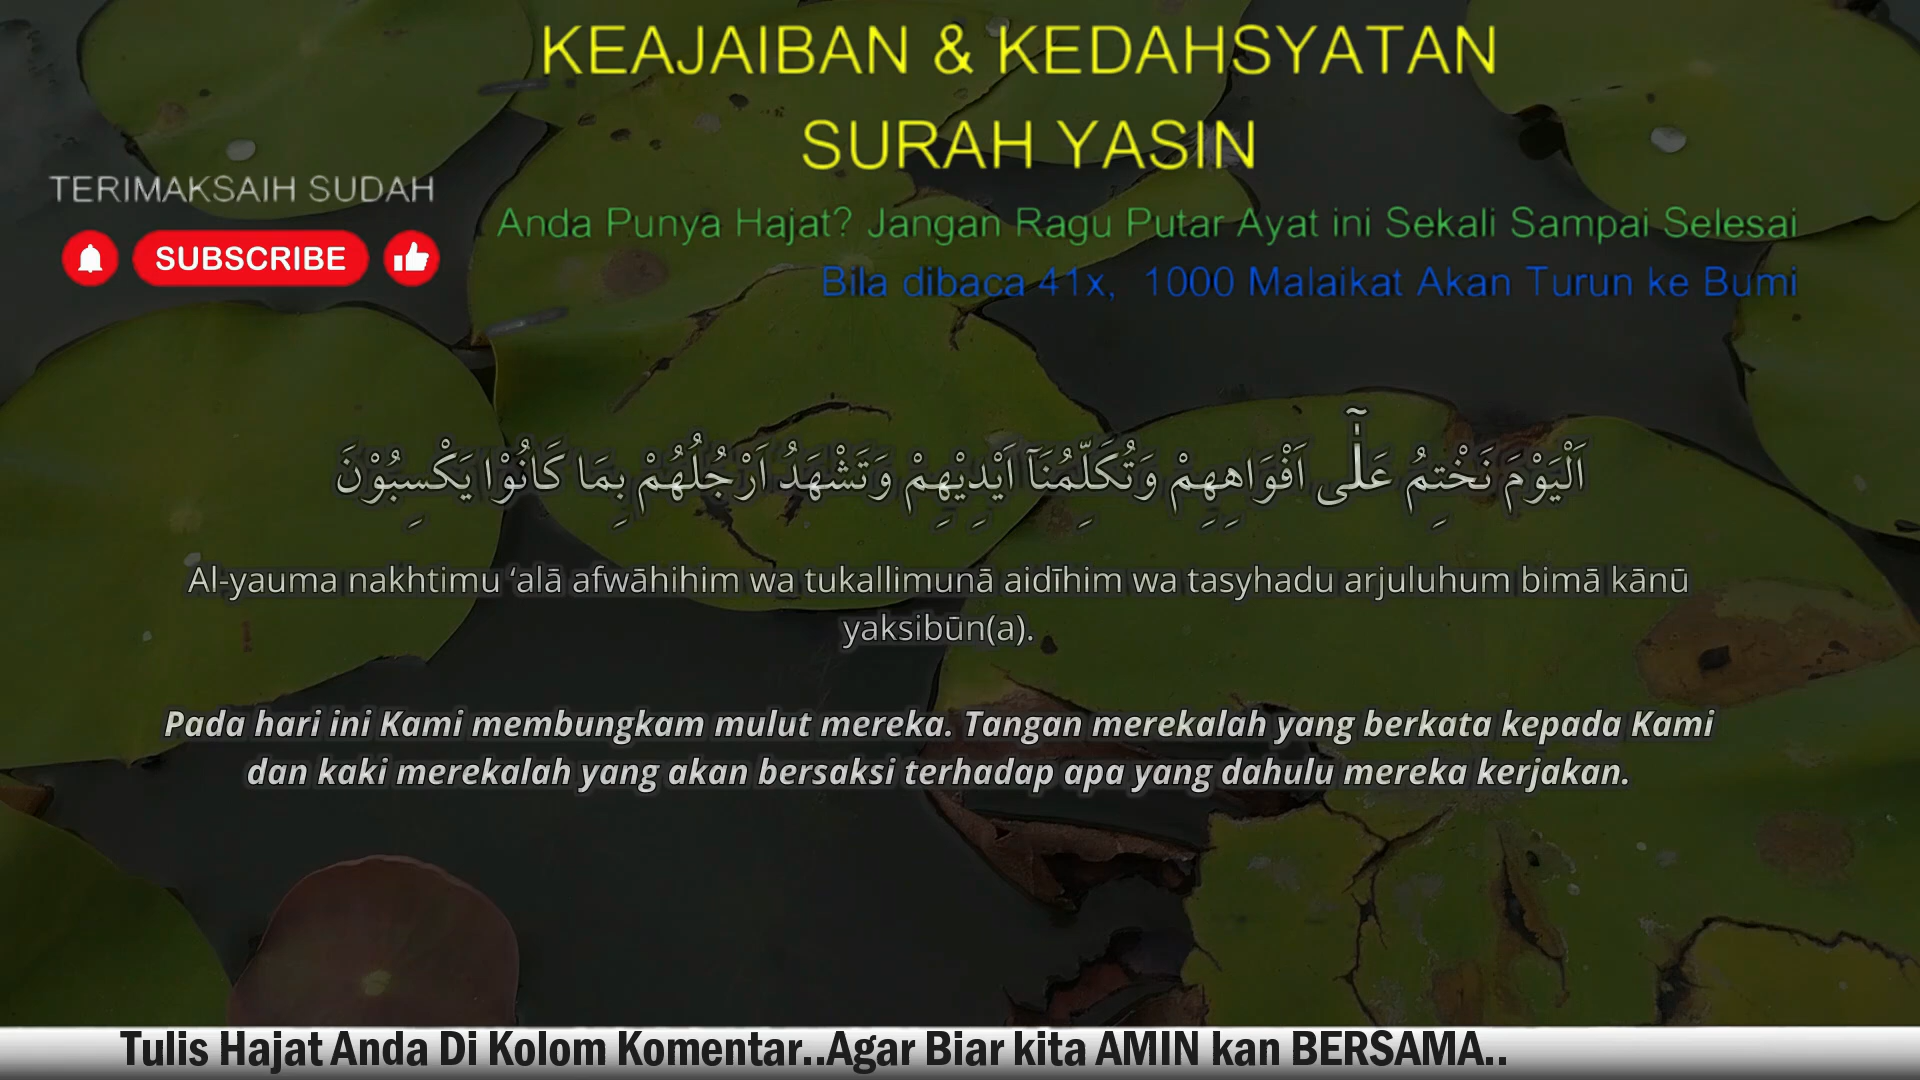 KEAJAIBAN & KEDAHSYATAN
SURAH YASIN
TERIMAKSAIH SUDAH
SUBSCRIBE
Anda Punya Hajat? Jangan Ragu Putar Ayat ini Sekali Sampai Selesai
Bila dibaca 41x, 1000 Malaikat Akan Turun ke Bumi
اَلْيَوْمَ نَخْتِمُ عَلٰٓى اَفْوَاهِهِمْ وَتُكَلِّمُنَآ اَيْدِيْهِمْ وَتَشْهَدُ اَرْجُلُهُمْ بِمَا كَانُوْا يَكْسِبُوْنَ
Al-yauma nakhtimu ‘alā afwāhihim wa tukallimunā aidīhim wa tasyhadu arjuluhum bimā kānū
yaksibūn(a).
Pada hari ini Kami membungkam mulut mereka. Tangan merekalah yang berkata kepada Kami
dan kaki merekalah yang akan bersaksi terhadap apa yang dahulu mereka kerjakan.
Tulis Hajat Anda Di Kolom Komentar..Agar Biar kita AMIN kan BERSAMA..